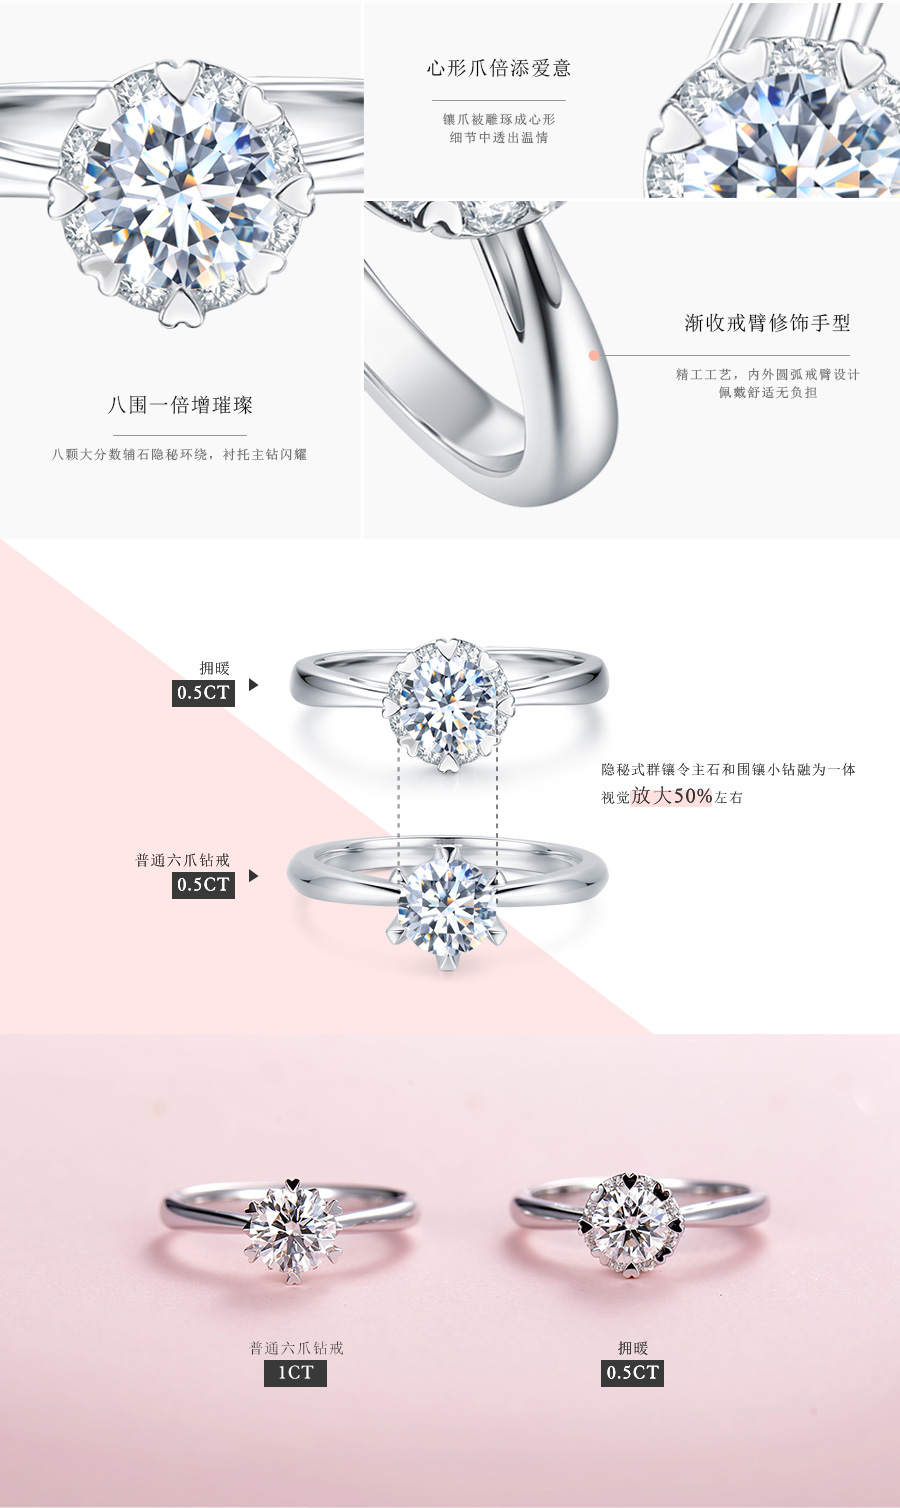 心形爪倍添爱意
镶爪被雕琢成心形
细节中透出温情
八围一倍增璀璨
八颗大分数辅石隐秘环绕，衬托主钻闪耀
渐收戒臂修饰手型
精工工艺，内外圆弧戒臂设计
佩戴舒适无负担
拥暖
0.5CT
隐秘式群镶令主石和围镶小钻融为一体
视觉放大50%左右
普通六爪钻戒
0.5CT
普通六爪钻戒
1CT
拥暖
0.5CT